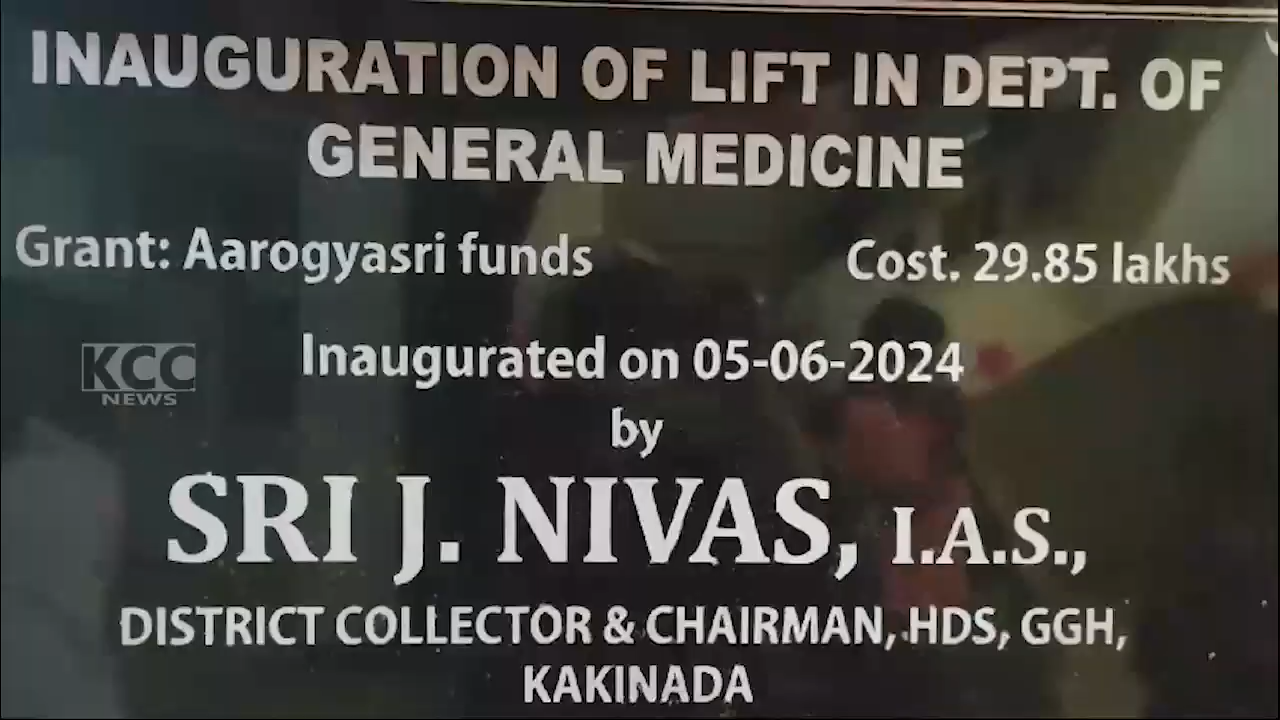 INAUGURATION OF LIFT IN DEPT. OF
GENERAL MEDICINE
Grant: Aarogyasri funds
Cost. 29.85 lakhs
Inaugurated on 05-06-2024
KCC
NEWS
by
SRI J. NIVAS, I.A.S.,
DISTRICT COLLECTOR & CHAIRMAN, HDS, GGH,
KAKINADA